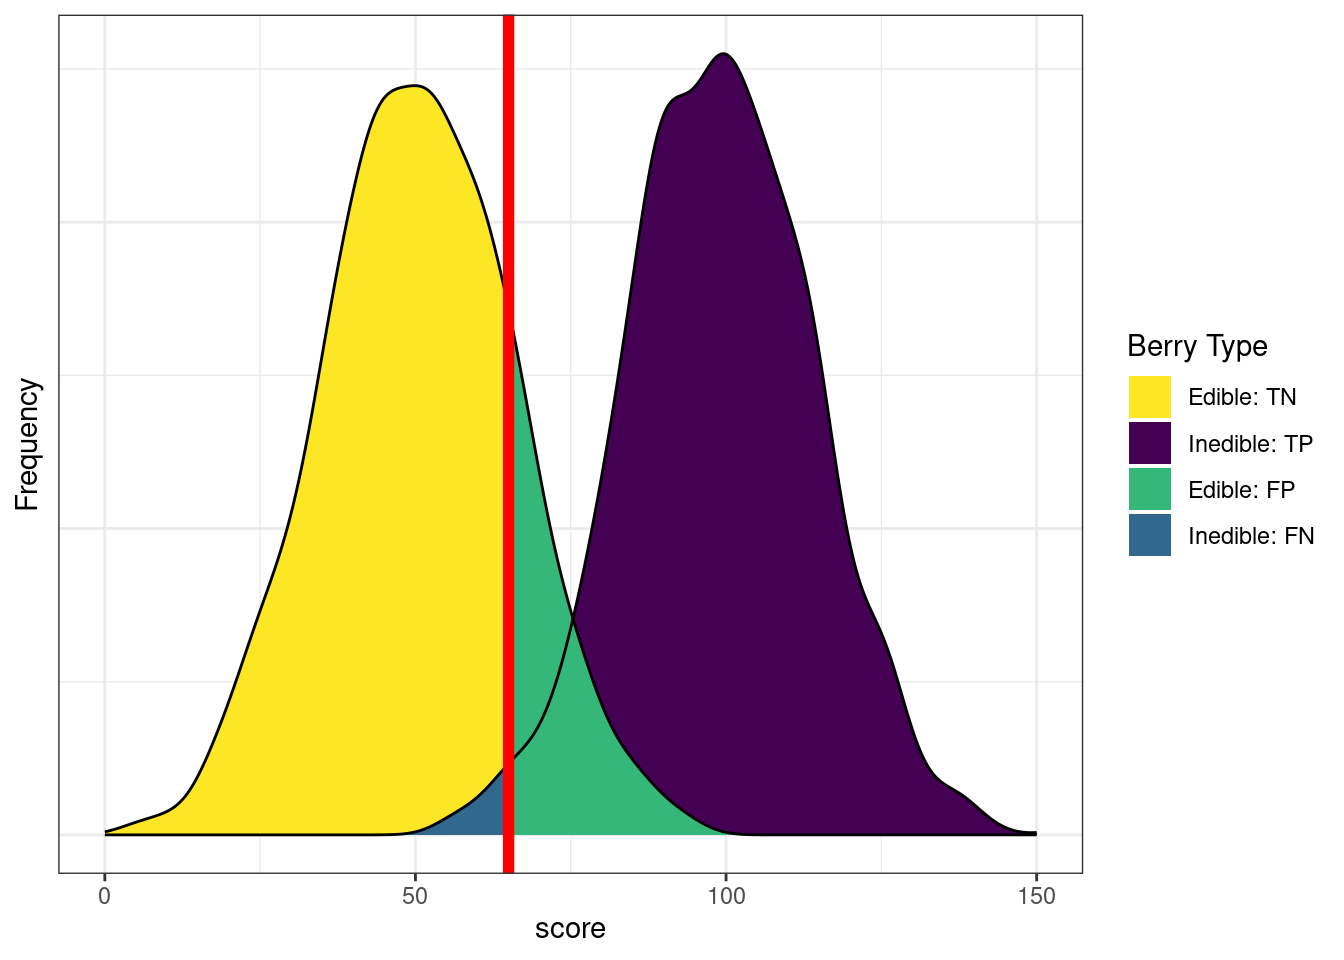 Frequency
0
50
100
150
score
Berry Type
Edible: TN
Inedible: TP
Edible: FP
Inedible: FN